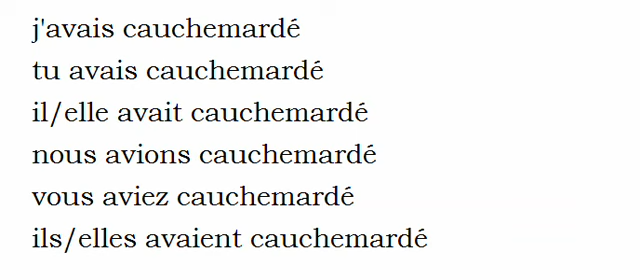 j'avais cauchemardé
tu avais cauchemardé
il/elle avait cauchemardé
nous avions cauchemardé
vous aviez cauchemardé
ils/elles avaient cauchemardé